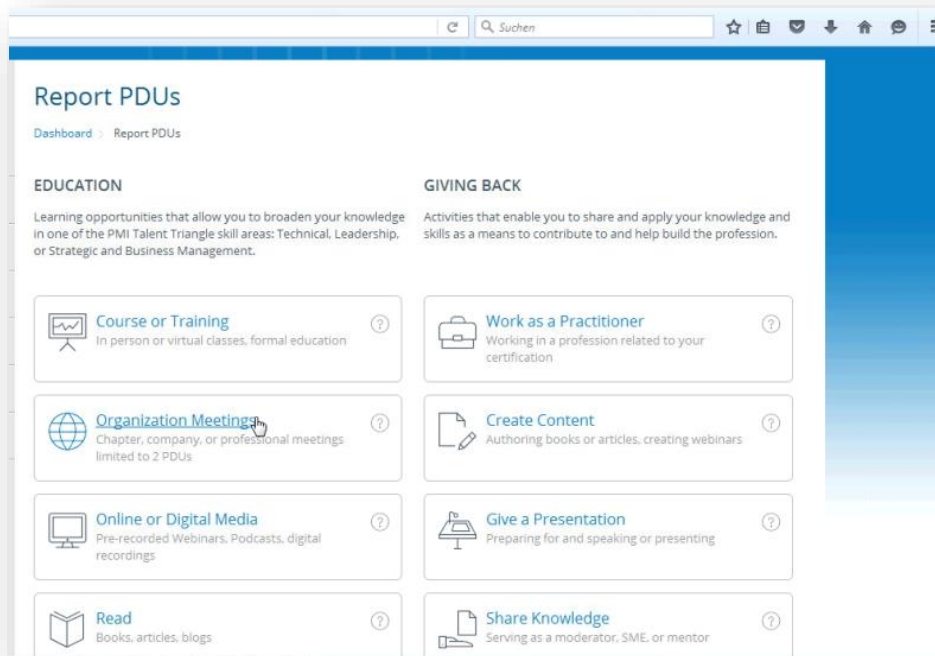 Suchen
Report PDUs
Dashboard > Report PDUs
EDUCATION
Learning opportunities that allow you to broaden your knowledge
in one of the PMI Talent Triangle skill areas: Technical, Leadership,
or Strategic and Business Management.
GIVING BACK
Activities that enable you to share and apply your knowledge and
skills as a means to contribute to and help build the profession.
Course or Training ?
In person or virtual classes, formal education
Work as a Practitioner ?
Working in a profession related to your
certification
Organization Meetings ?
Chapter, company, or professional meetings
limited to 2 PDUs
Create Content ?
Authoring books or articles, creating webinars
Online or Digital Media ?
Pre-recorded Webinars, Podcasts, digital
recordings
Give a Presentation ?
Preparing for and speaking or presenting
Read ?
Books, articles, blogs
Share Knowledge ?
Serving as a moderator, SME, or mentor